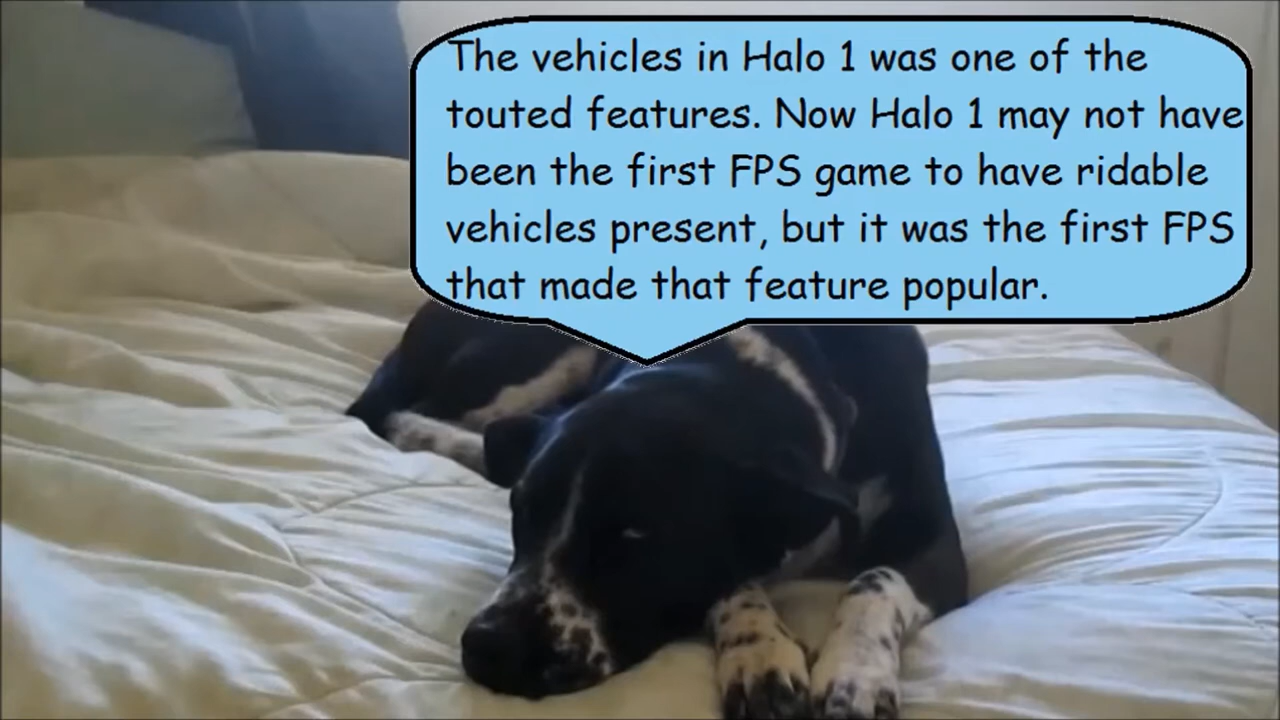 The vehicles in Halo 1 was one of the
touted features. Now Halo 1 may not have
been the first FPS game to have ridable
vehicles present, but it was the first FPS
that made that feature popular.